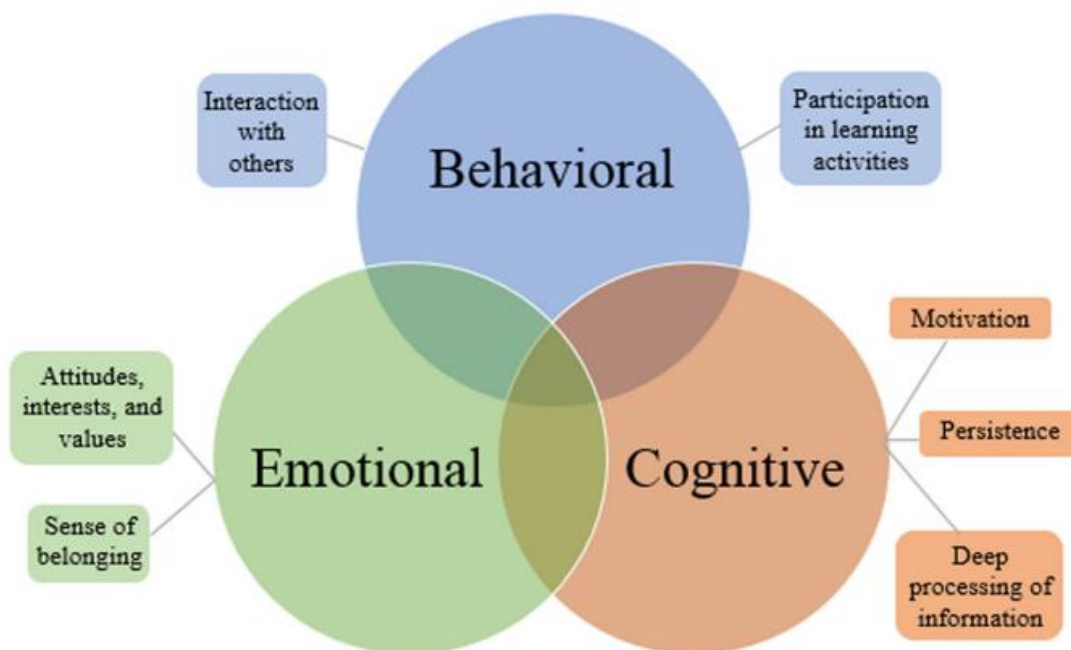 Interaction
with
others
Behavioral
Participation
in learning
activities
Attitudes,
interests, and
values
Sense of
belonging
Emotional
Cognitive
Motivation
Persistence
Deep
processing of
information